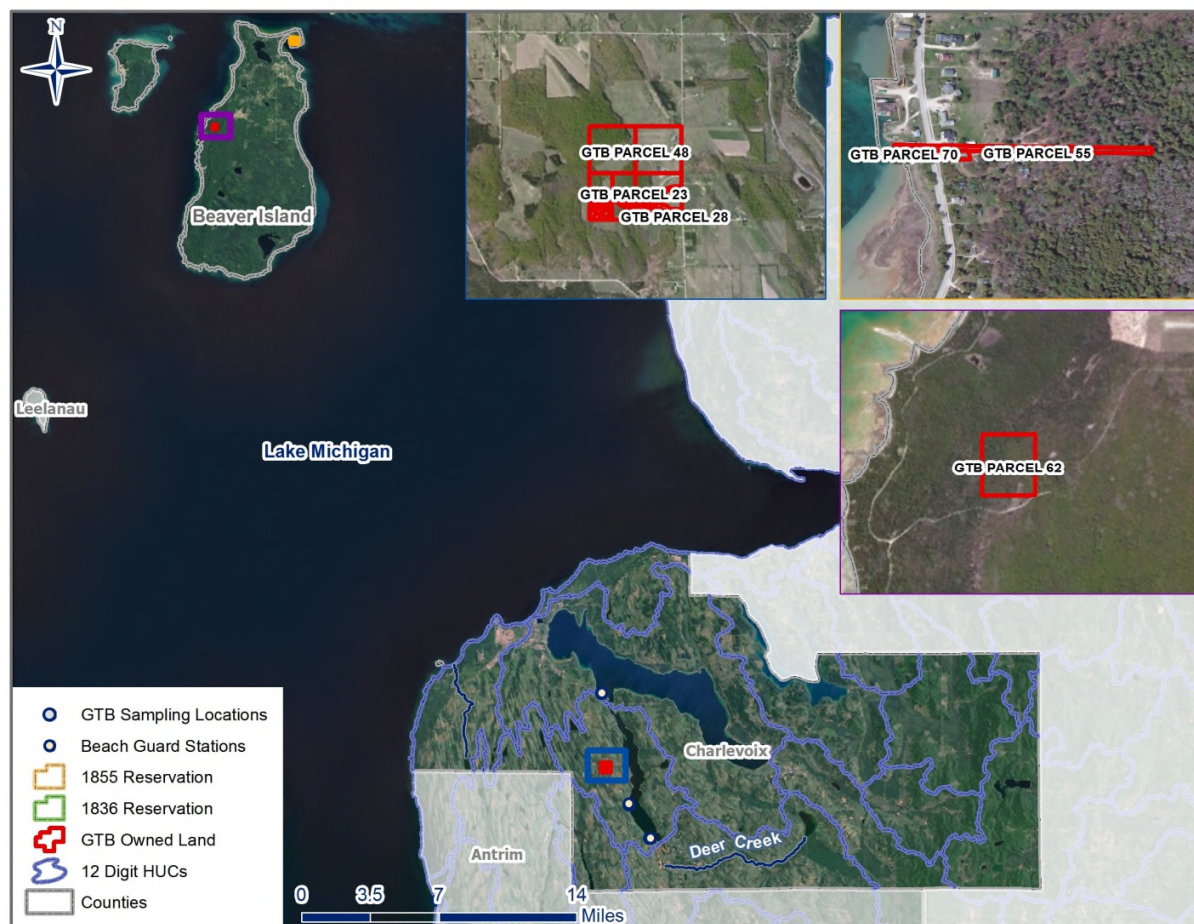 N
Beaver Island
Leelanau
Lake Michigan
GTB PARCEL 48
GTB PARCEL 23
GTB PARCEL 28
GTB PARCEL 70
GTB PARCEL 55
GTB PARCEL 62
Charlevoix
Deer Creek
Antrim
GTB Sampling Locations
Beach Guard Stations
1855 Reservation
1836 Reservation
GTB Owned Land
12 Digit HUCs
Counties
0 3.5 7 14
Miles